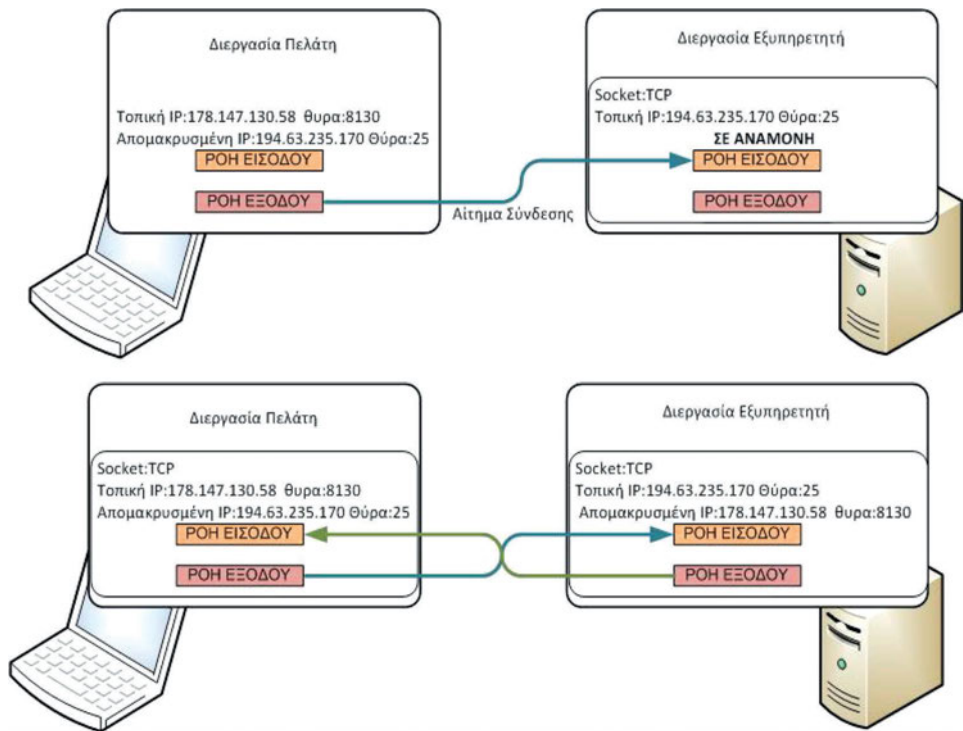 Διεργασία Πελάτη
Τοπική IP:178.147.130.58 θυρα:8130
Απομακρυσμένη IP:194.63.235.170 Θύρα:25
ΡΟΗ ΕΙΣΟΔΟΥ
ΡΟΗ ΕΞΟΔΟΥ
Αίτημα Σύνδεσης
Διεργασία Εξυπηρετητή
Socket:TCP
Τοπική IP:194.63.235.170 Θύρα:25
ΣΕ ΑΝΑΜΟΝΗ
ΡΟΗ ΕΙΣΟΔΟΥ
ΡΟΗ ΕΞΟΔΟΥ
Διεργασία Πελάτη
Socket:TCP
Τοπική IP:178.147.130.58 θυρα:8130
Απομακρυσμένη IP:194.63.235.170 Θύρα:25
ΡΟΗ ΕΙΣΟΔΟΥ
ΡΟΗ ΕΞΟΔΟΥ
Διεργασία Εξυπηρετητή
Socket:TCP
Τοπική IP:194.63.235.170 Θύρα:25
Απομακρυσμένη IP:178.147.130.58 θυρα:8130
ΡΟΗ ΕΙΣΟΔΟΥ
ΡΟΗ ΕΞΟΔΟΥ